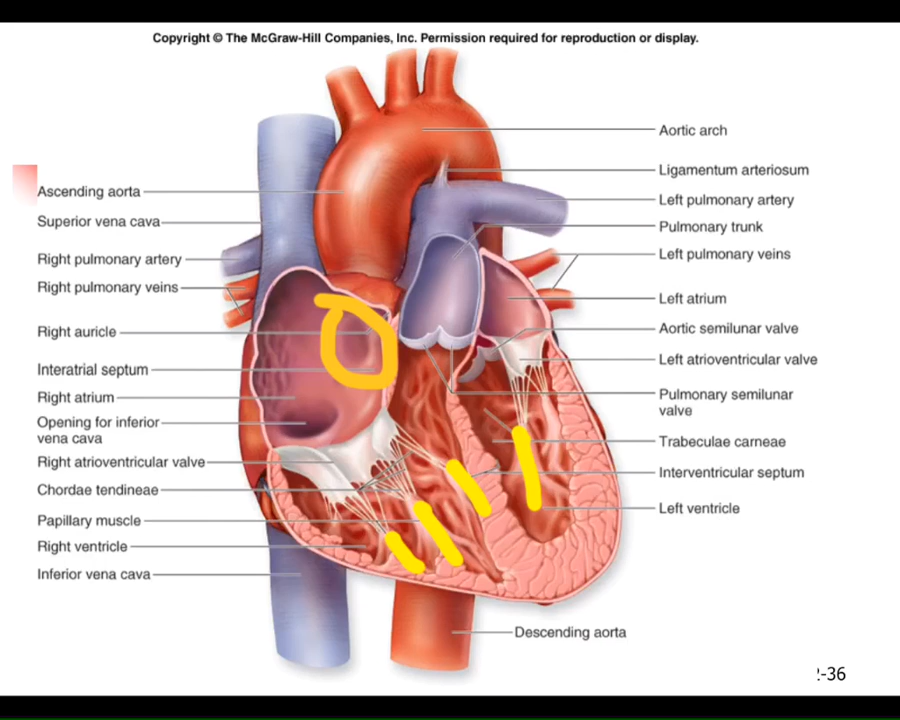 Copyright © The McGraw-Hill Companies, Inc. Permission required for reproduction or display.
Ascending aorta
Superior vena cava
Right pulmonary artery
Right pulmonary veins
Right auricle
Interatrial septum
Right atrium
Opening for inferior
vena cava
Right atrioventricular valve
Chordae tendineae
Papillary muscle
Right ventricle
Inferior vena cava
Aortic arch
Ligamentum arteriosum
Left pulmonary artery
Pulmonary trunk
Left pulmonary veins
Left atrium
Aortic semilunar valve
Left atrioventricular valve
Pulmonary semilunar
valve
Trabeculae carneae
Interventricular septum
Left ventricle
Descending aorta
-36